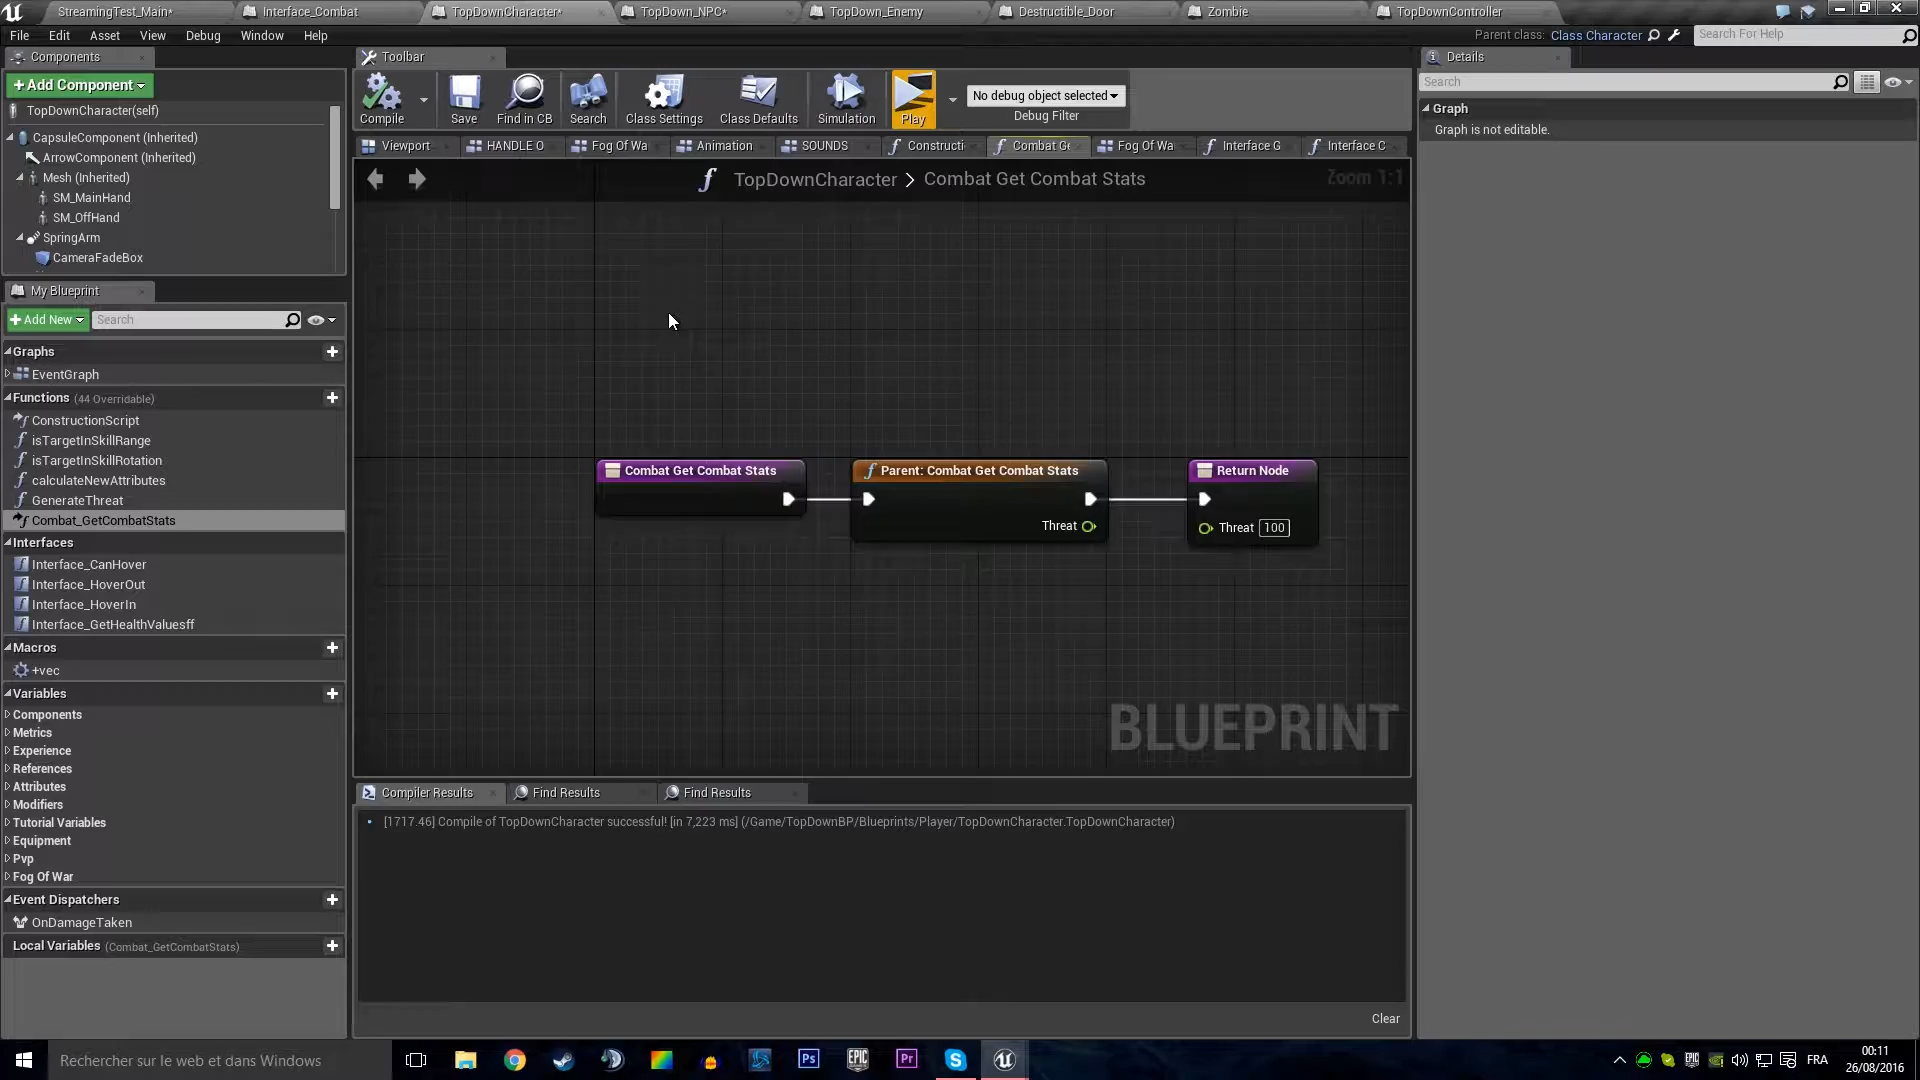 StreamingTest_Main*
Interface_Combat
TopDownCharacter*
TopDown_NPC*
TopDown_Enemy
Destructible_Door
Zombie
TopDownController
File Edit Asset View Debug Window Help
Parent class: Class Character
Search For Help
Components
+Add Component
TopDownCharacter(self)
CapsuleComponent (Inherited)
ArrowComponent (Inherited)
Mesh (Inherited)
SM_MainHand
SM_OffHand
SpringArm
CameraFadeBox
My Blueprint
+Add New
Search
Graphs
EventGraph
Functions (44 Overridable)
ConstructionScript
isTargetInSkillRange
isTargetInSkillRotation
calculateNewAttributes
GenerateThreat
Combat_GetCombatStats
Interfaces
Interface_CanHover
Interface_HoverOut
Interface_HoverIn
Interface_GetHealthValuesff
Macros
+vec
Variables
Components
Metrics
Experience
References
Attributes
Modifiers
Tutorial Variables
Equipment
Pvp
Fog Of War
Event Dispatchers
OnDamageTaken
Local Variables (Combat_GetCombatStats)
Toolbar
Compile
Save
Find in CB
Search
Class Settings
Class Defaults
Simulation
Play
No debug object selected
Debug Filter
Viewport
HANDLE O
Fog Of Wa
Animation
SOUNDS
Constructi
Combat Ge
Fog Of Wa
Interface G
Interface C
TopDownCharacter > Combat Get Combat Stats
Zoom 1:1
Combat Get Combat Stats
Parent: Combat Get Combat Stats
Threat
Return Node
Threat 100
BLUEPRINT
Compiler Results
Find Results
Find Results
[1717.46] Compile of TopDownCharacter successful! [in 7,223 ms] (/Game/TopDownBP/Blueprints/Player/TopDownCharacter.TopDownCharacter)
Clear
Details
Search
Graph
Graph is not editable.
Rechercher sur le web et dans Windows
Ps
EPIC
Pr
FRA
00:11
26/08/2016